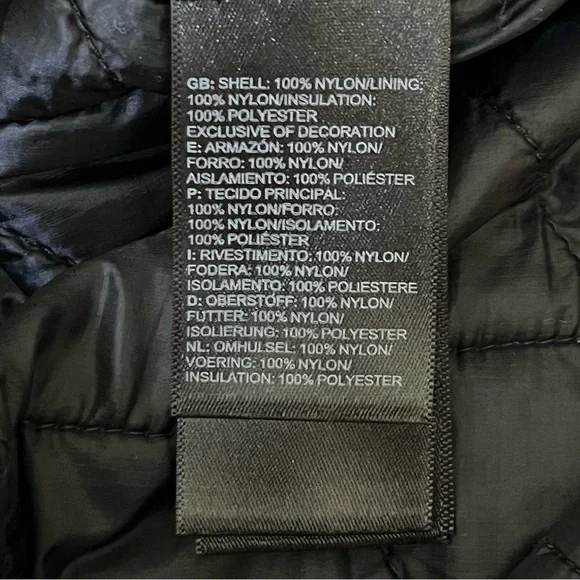 GB: SHELL: 100% NYLON/LINING:
100% NYLON/INSULATION:
100% POLYESTER
EXCLUSIVE OF DECORATION
E: ARMAZÓN: 100% NYLON/
FORRO: 100% NYLON/
AISLAMIENTO: 100% POLIÉSTER
P: TECIDO PRINCIPAL:
100% NYLON/FORRO:
100% NYLON/ISOLAMENTO:
100% POLIÉSTER
I: RIVESTIMENTO: 100% NYLON/
FODERA: 100% NYLON/
ISOLAMENTO: 100% POLIESTERE
D: OBERSTOFF: 100% NYLON/
FUTTER: 100% NYLON/
ISOLIERUNG: 100% POLYESTER
NL: OMHULSEL: 100% NYLON/
VOERING: 100% NYLON/
INSULATION: 100% POLYESTER